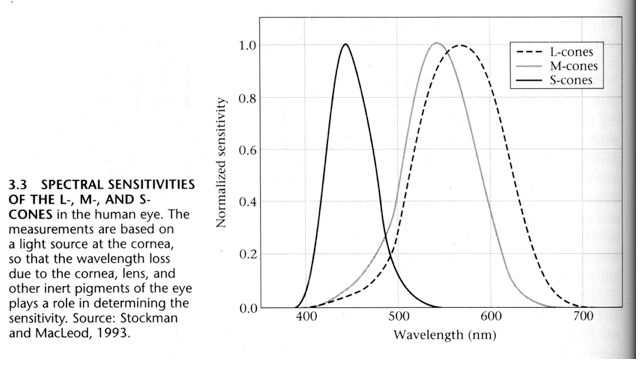 3.3 SPECTRAL SENSITIVITIES
OF THE L-, M-, AND S-
CONES in the human eye. The
measurements are based on
a light source at the cornea,
so that the wavelength loss
due to the cornea, lens, and
other inert pigments of the eye
plays a role in determining the
sensitivity. Source: Stockman
and MacLeod, 1993.
Normalized sensitivity
1.0
0.8
0.6
0.4
0.2
0.0
L-cones
M-cones
S-cones
400 500 600 700
Wavelength (nm)